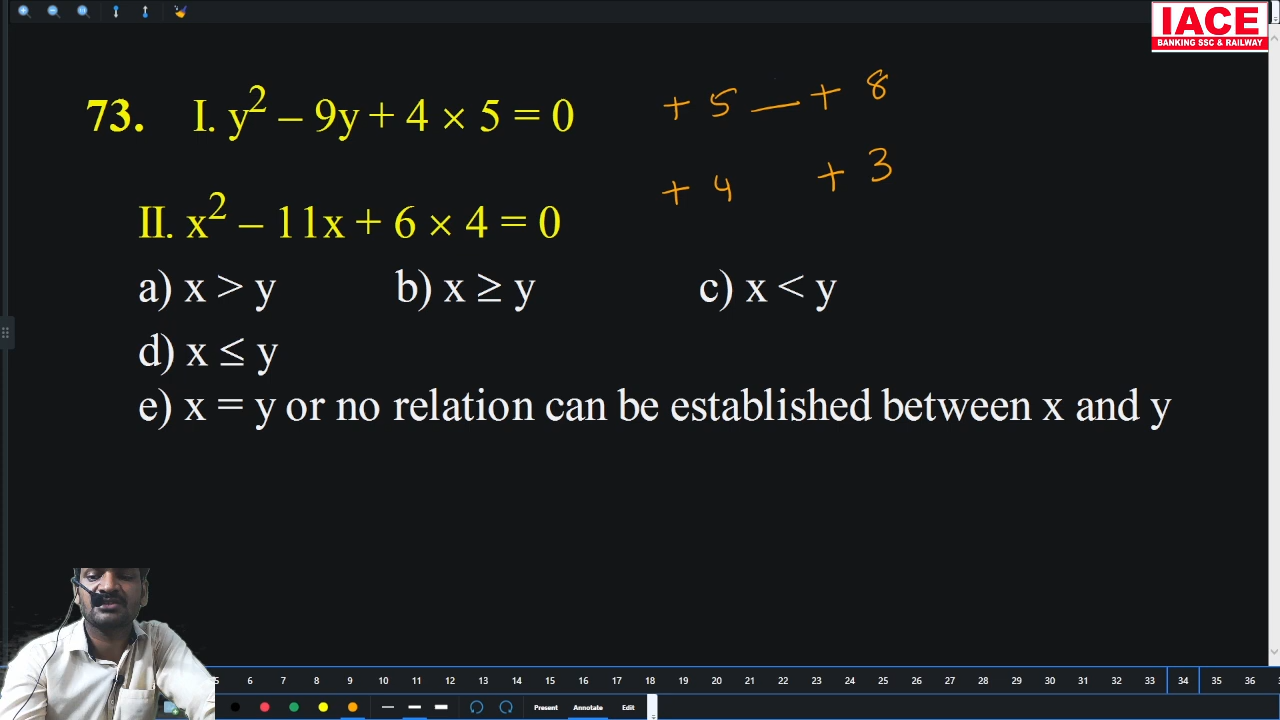 IACE
BANKING SSC & RAILWAY
73. I. y² – 9y + 4 × 5 = 0
+ 5 — + 8
+ 4 + 3
II. x² – 11x + 6 × 4 = 0
a) x > y b) x ≥ y c) x < y
d) x ≤ y
e) x = y or no relation can be established between x and y
5 6 7 8 9 10 11 12 13 14 15 16 17 18 19 20 21 22 23 24 25 26 27 28 29 30 31 32 33 34 35 36
Present Annotate Edit